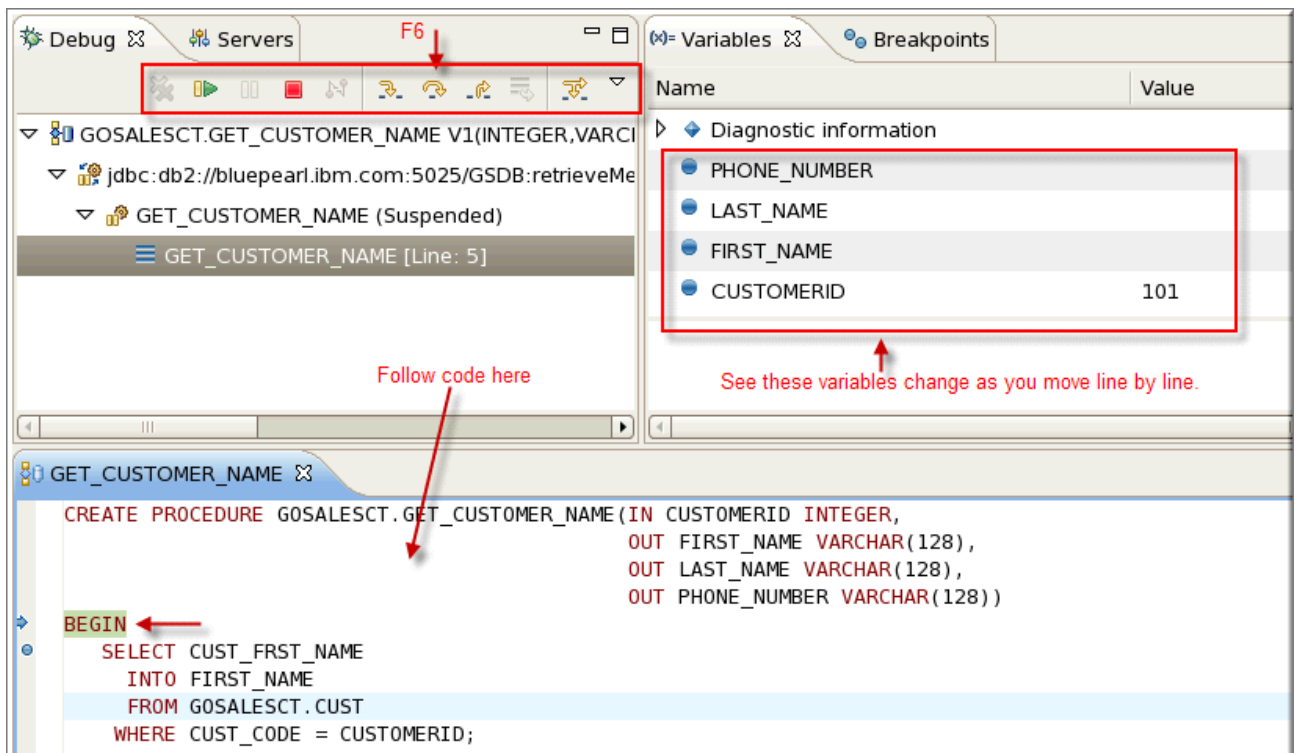 Debug
Servers
F6
(x)= Variables
Breakpoints
Name
Value
GOSALESCT.GET_CUSTOMER_NAME V1(INTEGER,VARCI
jdbc:db2://bluepearl.ibm.com:5025/GSDB:retrieveMe
GET_CUSTOMER_NAME (Suspended)
GET_CUSTOMER_NAME [Line: 5]
Diagnostic information
PHONE_NUMBER
LAST_NAME
FIRST_NAME
CUSTOMERID 101
Follow code here
See these variables change as you move line by line.
GET_CUSTOMER_NAME
CREATE PROCEDURE GOSALESCT.GET_CUSTOMER_NAME(IN CUSTOMERID INTEGER,
OUT FIRST_NAME VARCHAR(128),
OUT LAST_NAME VARCHAR(128),
OUT PHONE_NUMBER VARCHAR(128))
BEGIN
SELECT CUST_FRST_NAME
INTO FIRST_NAME
FROM GOSALESCT.CUST
WHERE CUST_CODE = CUSTOMERID;